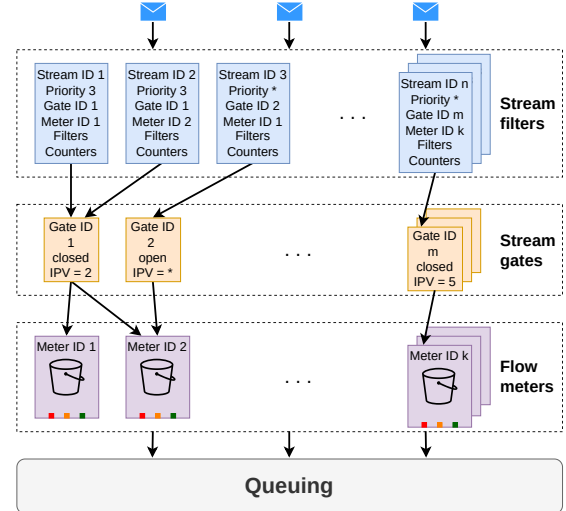 Stream ID 1
Priority 3
Gate ID 1
Meter ID 1
Filters
Counters
Stream ID 2
Priority 3
Gate ID 1
Meter ID 2
Filters
Counters
Stream ID 3
Priority *
Gate ID 2
Meter ID 1
Filters
Counters
. . .
Stream ID n
Priority *
Gate ID m
Meter ID k
Filters
Counters
Stream
filters
Gate ID
1
closed
IPV = 2
Gate ID
2
open
IPV = *
. . .
Gate ID
m
closed
IPV = 5
Stream
gates
Meter ID 1
Meter ID 2
. . .
Meter ID k
Flow
meters
Queuing